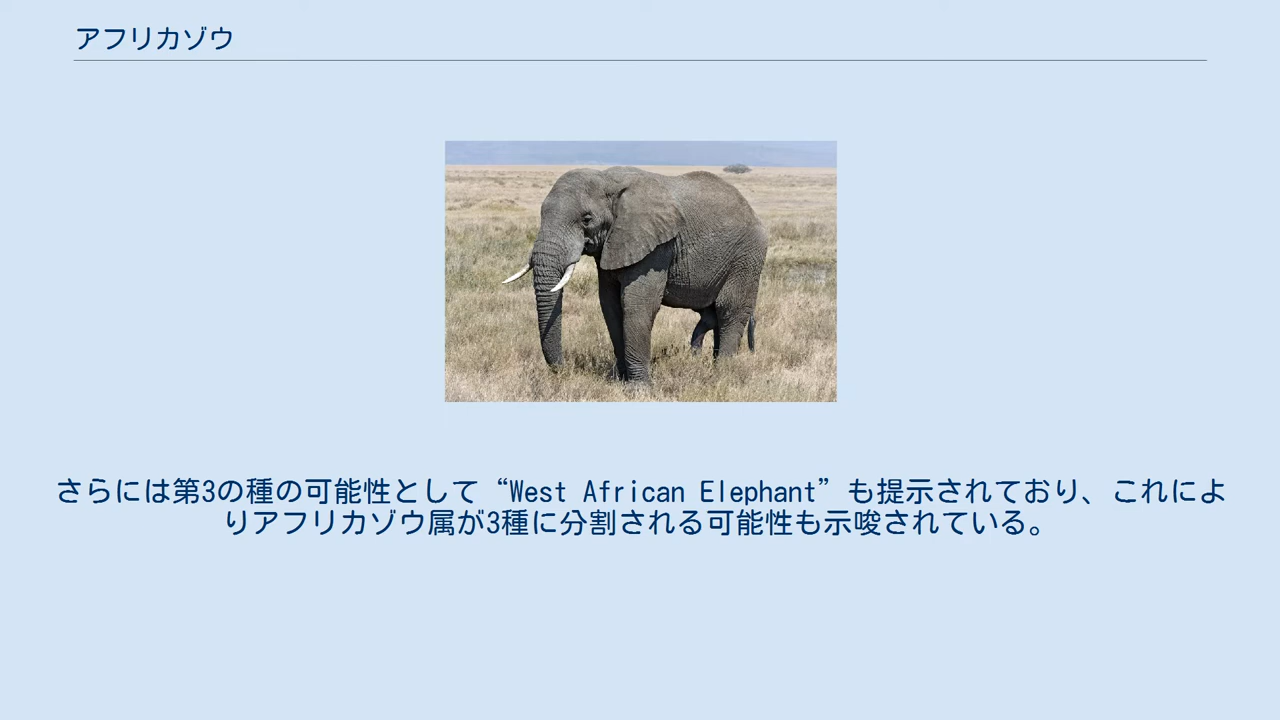 アフリカゾウ
さらには第3の種の可能性として“West African Elephant”も提示されており、これによ
りアフリカゾウ属が3種に分割される可能性も示唆されている。